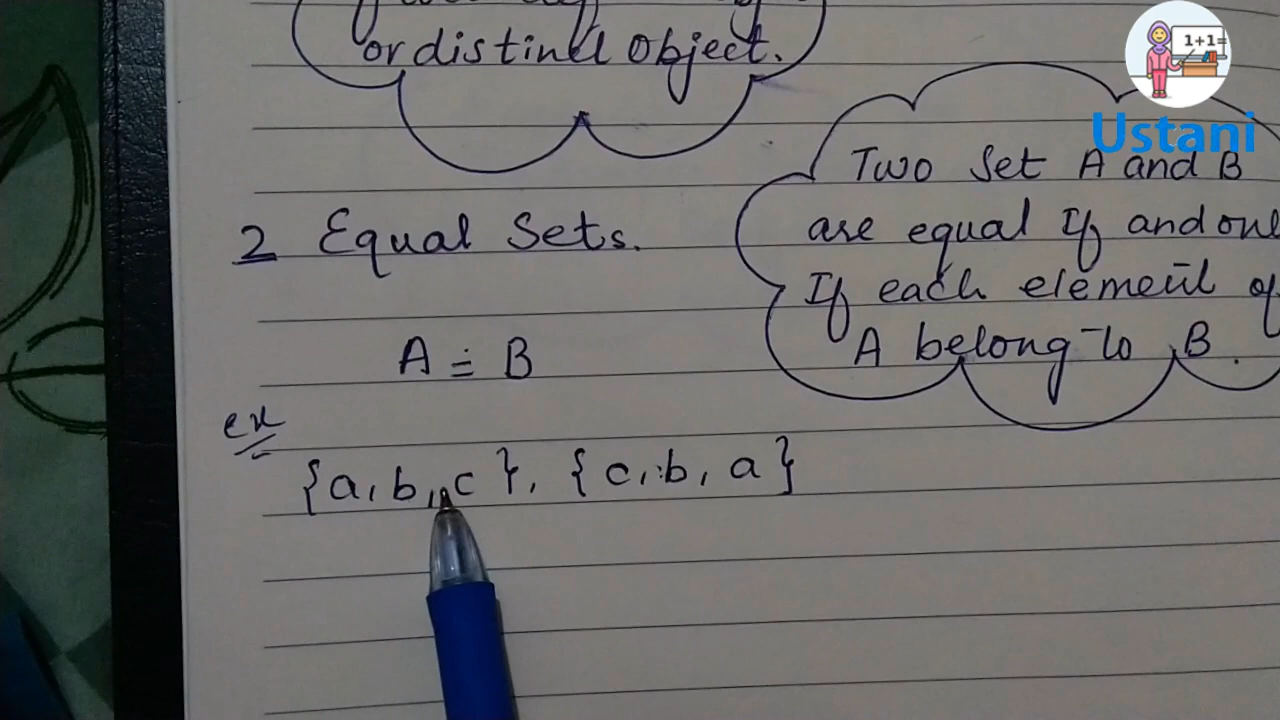 or distinct Object.
1+1=
Ustani
Two Set A and B
are equal If and onl
If each element of
A belong to B.
2 Equal Sets.
A = B
ex
{a, b, c}, {c, b, a}